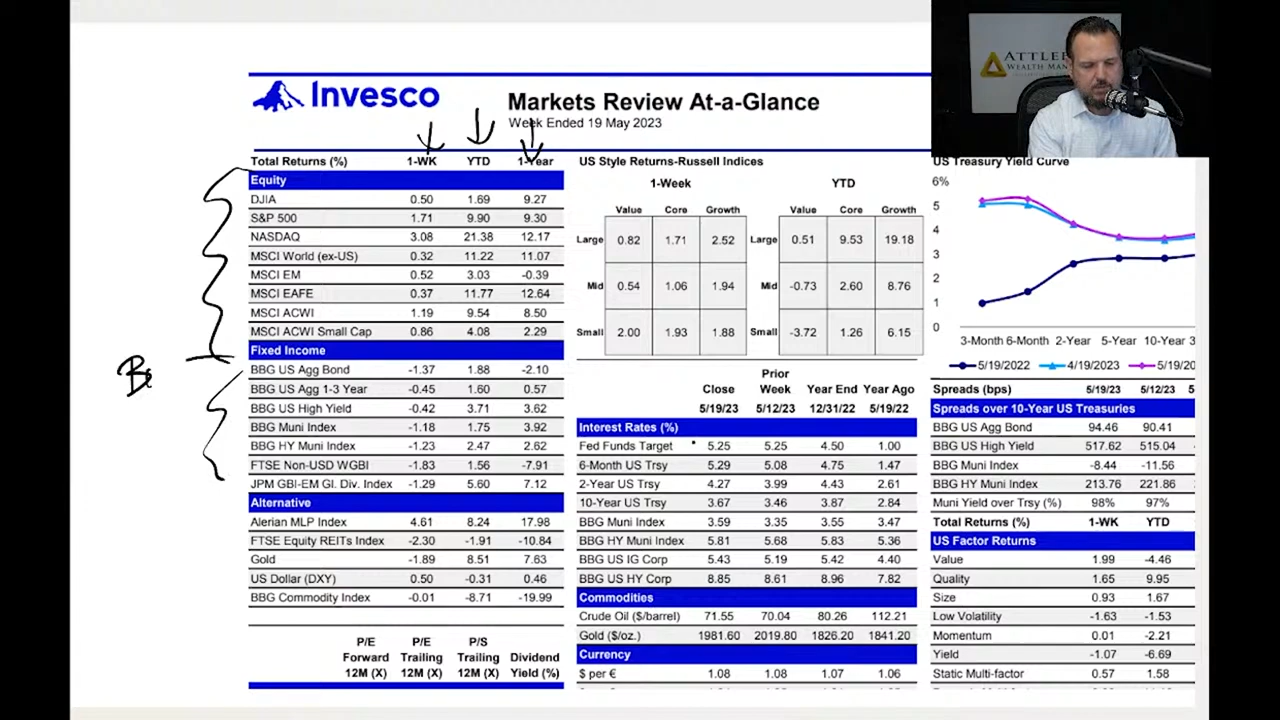 Invesco
Markets Review At-a-Glance
Week Ended 19 May 2023
Total Returns (%) 1-WK YTD 1-Year
Equity
DJIA 0.50 1.69 9.27
S&P 500 1.71 9.90 9.30
NASDAQ 3.08 21.38 12.17
MSCI World (ex-US) 0.32 11.22 11.07
MSCI EM 0.52 3.03 -0.39
MSCI EAFE 0.37 11.77 12.64
MSCI ACWI 1.19 9.54 8.50
MSCI ACWI Small Cap 0.86 4.08 2.29
Fixed Income
BBG US Agg Bond -1.37 1.88 -2.10
BBG US Agg 1-3 Year -0.45 1.60 0.57
BBG US High Yield -0.42 3.71 3.62
BBG Muni Index -1.18 1.75 3.92
BBG HY Muni Index -1.23 2.47 2.62
FTSE Non-USD WGBI -1.83 1.56 -7.91
JPM GBI-EM Gl. Div. Index -1.29 5.60 7.12
Alternative
Alerian MLP Index 4.61 8.24 17.98
FTSE Equity REITs Index -2.30 -1.91 -10.84
Gold -1.89 8.51 7.63
US Dollar (DXY) 0.50 -0.31 0.46
BBG Commodity Index -0.01 -8.71 -19.99
P/E P/E P/S
Forward Trailing Trailing Dividend
12M (X) 12M (X) 12M (X) Yield (%)
US Style Returns-Russell Indices
1-Week YTD
Value Core Growth Value Core Growth
Large 0.82 1.71 2.52 Large 0.51 9.53 19.18
Mid 0.54 1.06 1.94 Mid -0.73 2.60 8.76
Small 2.00 1.93 1.88 Small -3.72 1.26 6.15
Prior
Close Week Year End Year Ago
5/19/23 5/12/23 12/31/22 5/19/22
Interest Rates (%)
Fed Funds Target 5.25 5.25 4.50 1.00
6-Month US Trsy 5.29 5.08 4.75 1.47
2-Year US Trsy 4.27 3.99 4.43 2.61
10-Year US Trsy 3.67 3.46 3.87 2.84
BBG Muni Index 3.59 3.35 3.55 3.47
BBG HY Muni Index 5.81 5.68 5.83 5.36
BBG US IG Corp 5.43 5.19 5.42 4.40
BBG US HY Corp 8.85 8.61 8.96 7.82
Commodities
Crude Oil ($/barrel) 71.55 70.04 80.26 112.21
Gold ($/oz.) 1981.60 2019.80 1826.20 1841.20
Currency
$ per € 1.08 1.08 1.07 1.06
US Treasury Yield Curve
6%
5
4
3
2
1
0
3-Month 6-Month 2-Year 5-Year 10-Year 3
5/19/2022 4/19/2023 5/19/20
Spreads (bps) 5/19/23 5/12/23 5
Spreads over 10-Year US Treasuries
BBG US Agg Bond 94.46 90.41
BBG US High Yield 517.62 515.04
BBG Muni Index -8.44 -11.56
BBG HY Muni Index 213.76 221.86
Muni Yield over Trsy (%) 98% 97%
Total Returns (%) 1-WK YTD
US Factor Returns
Value 1.99 -4.46
Quality 1.65 9.95
Size 0.93 1.67
Low Volatility -1.63 -1.53
Momentum 0.01 -2.21
Yield -1.07 -6.69
Static Multi-factor 0.57 1.58
ATTLE
WEALTH MAN